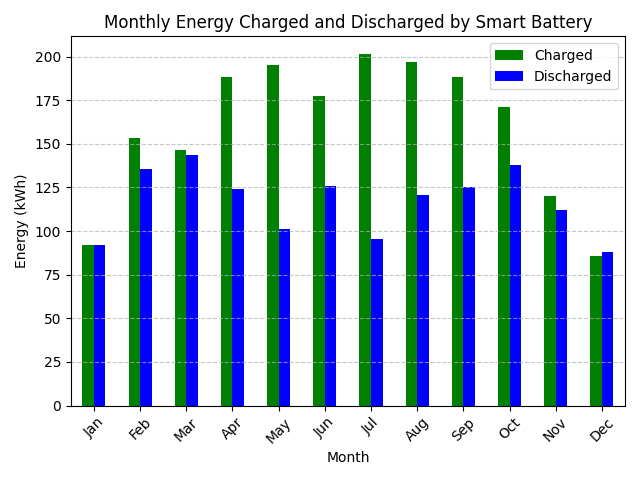 Monthly Energy Charged and Discharged by Smart Battery
Charged
Discharged
Energy (kWh)
200
175
150
125
100
75
50
25
0
Jan
Feb
Mar
Apr
May
Jun
Jul
Aug
Sep
Oct
Nov
Dec
Month